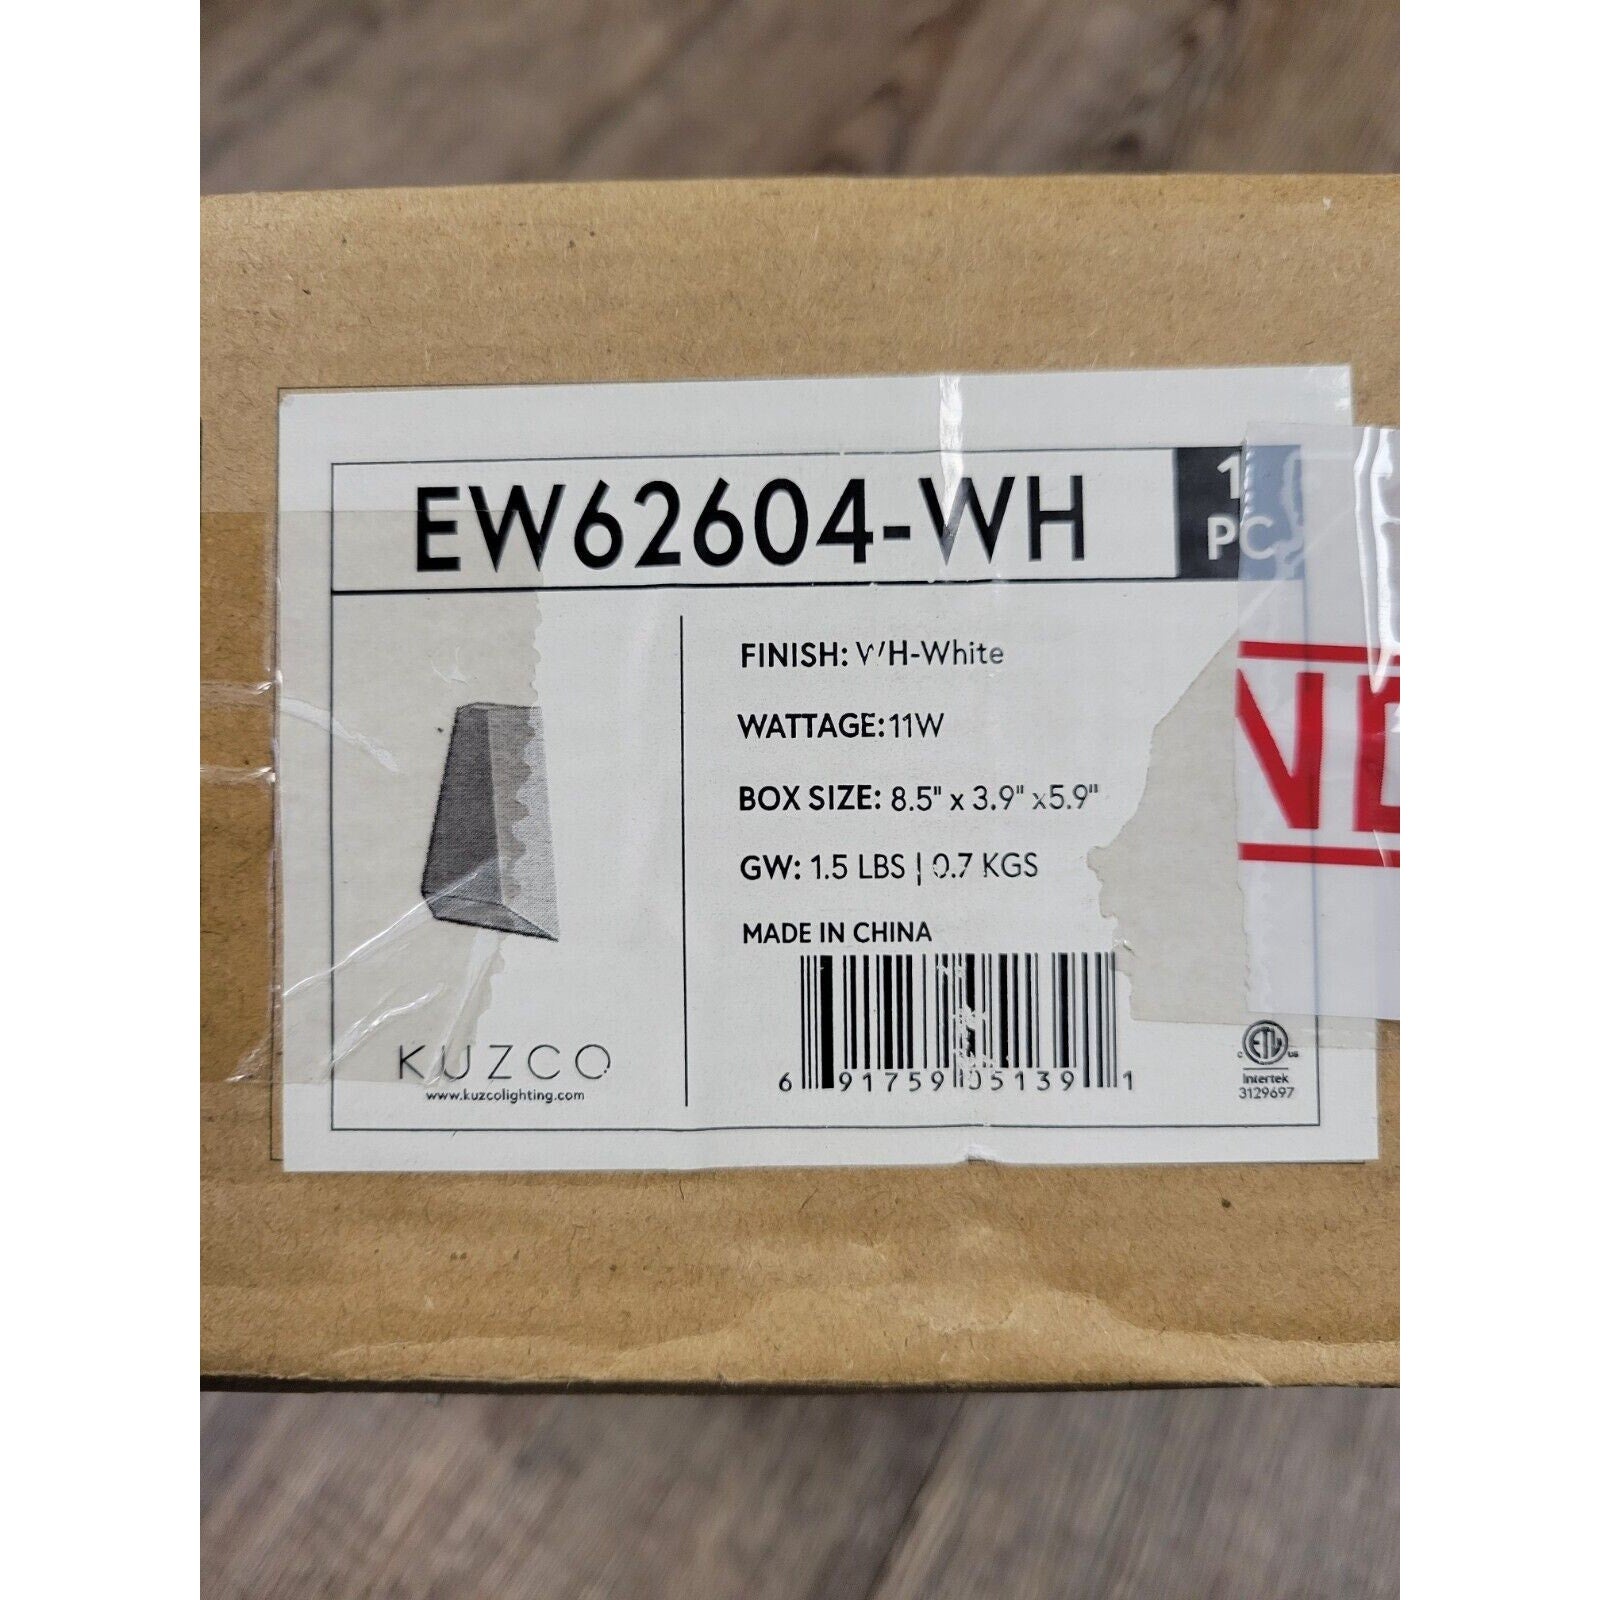 EW62604-WH
1
PC
FINISH: WH-White
WATTAGE: 11W
BOX SIZE: 8.5" x 3.9" x5.9"
GW: 1.5 LBS | 0.7 KGS
MADE IN CHINA
6 91759 05139 1
KUZCO
www.kuzcolighting.com
C ETL US
Intertek
3129697